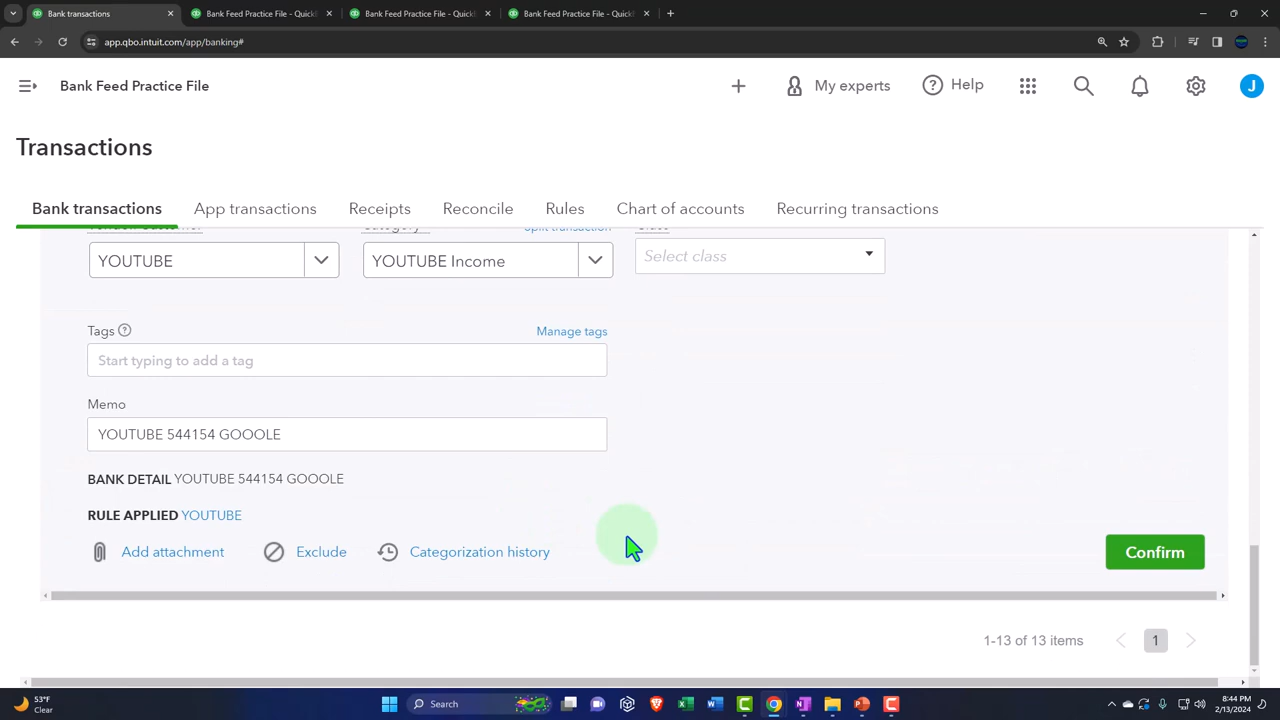 Bank transactions
Bank Feed Practice File - Quick
Bank Feed Practice File - Quick
Bank Feed Practice File - Quick
app.qbo.intuit.com/app/banking#
Bank Feed Practice File
My experts
Help
J
Transactions
Bank transactions
App transactions
Receipts
Reconcile
Rules
Chart of accounts
Recurring transactions
Split transaction
YOUTUBE
YOUTUBE Income
Select class
Tags
Manage tags
Start typing to add a tag
Memo
YOUTUBE 544154 GOOOLE
BANK DETAIL YOUTUBE 544154 GOOOLE
RULE APPLIED YOUTUBE
Add attachment
Exclude
Categorization history
Confirm
1-13 of 13 items
1
53°F
Clear
Search
8:44 PM
2/13/2024